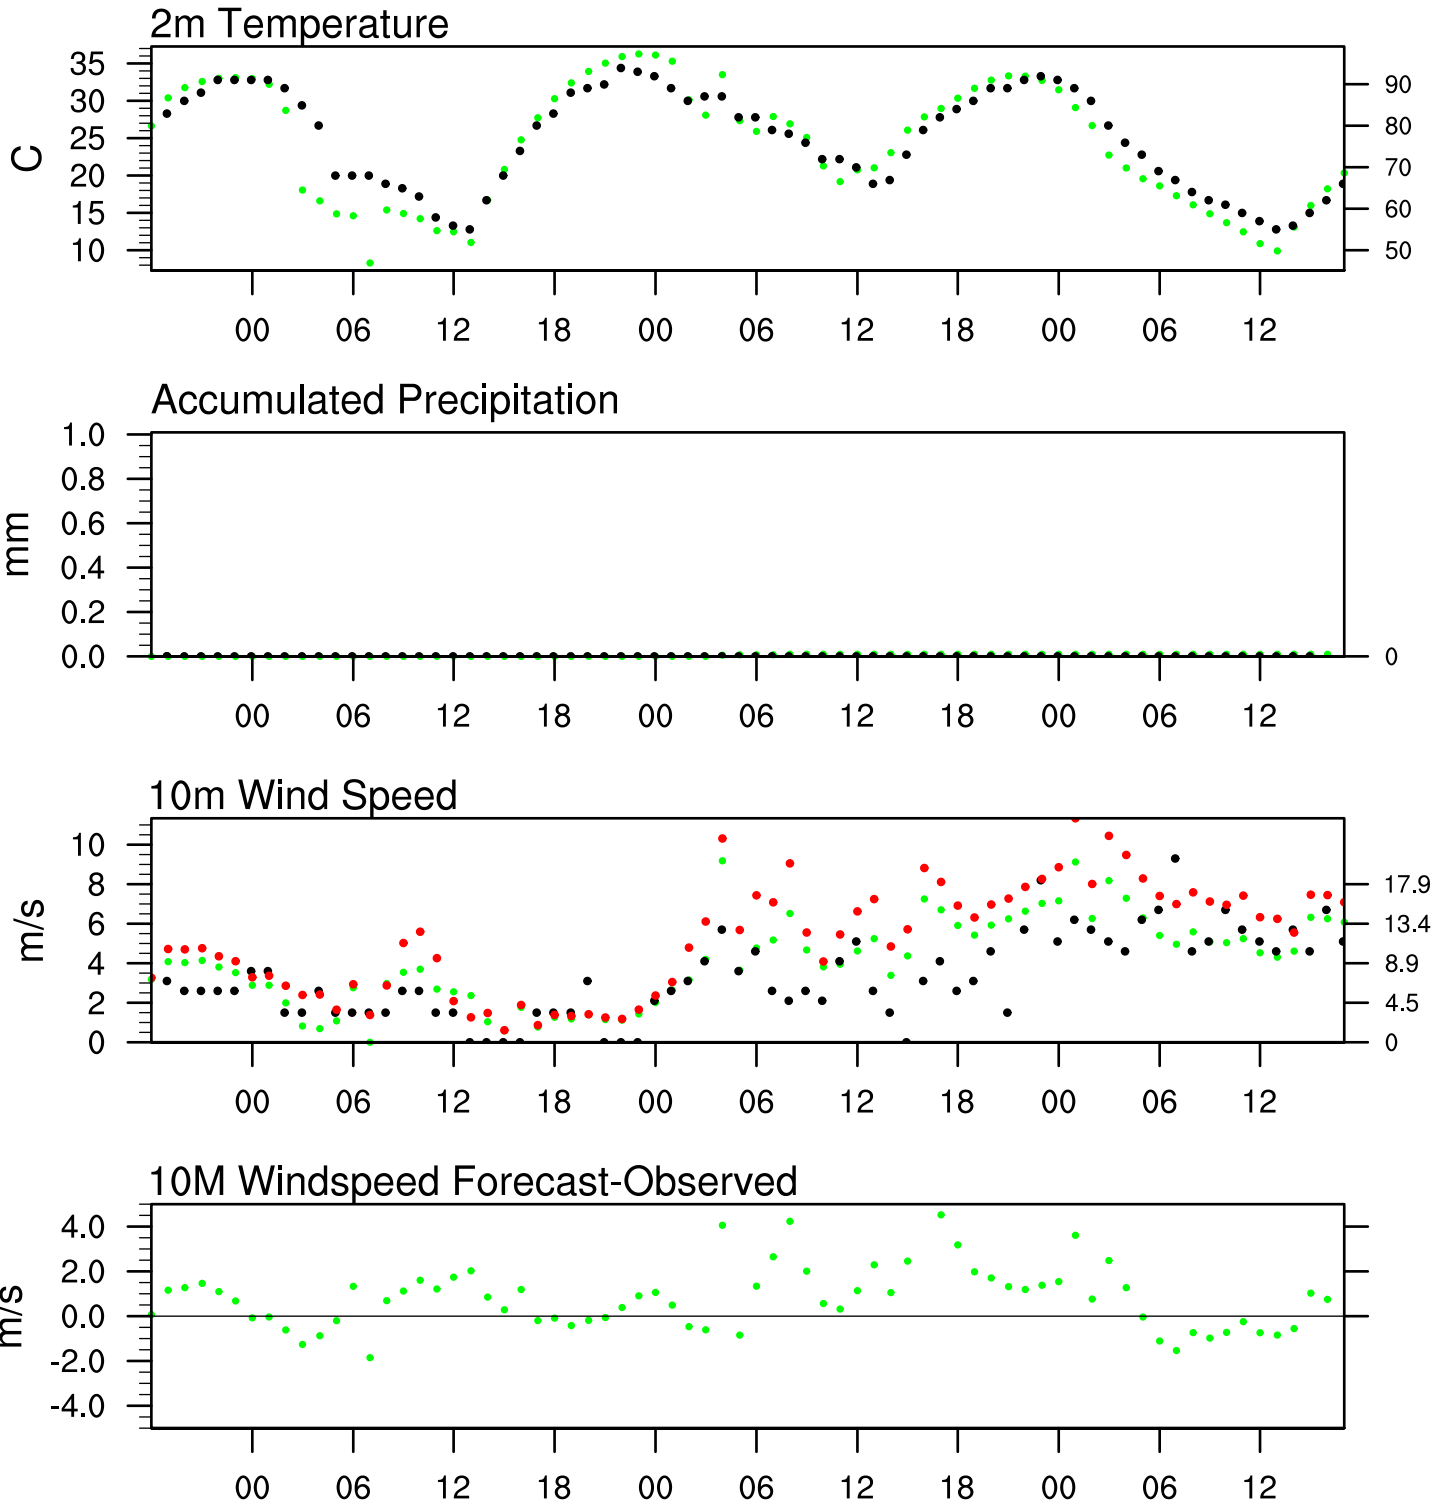 2m Temperature
35
30
25
20
15
10
C
90
80
70
60
50
00 06 12 18 00 06 12 18 00 06 12
Accumulated Precipitation
1.0
0.8
0.6
0.4
0.2
0.0
mm
0
00 06 12 18 00 06 12 18 00 06 12
10m Wind Speed
10
8
6
4
2
0
m/s
17.9
13.4
8.9
4.5
0
00 06 12 18 00 06 12 18 00 06 12
10M Windspeed Forecast-Observed
4.0
2.0
0.0
-2.0
-4.0
m/s
00 06 12 18 00 06 12 18 00 06 12